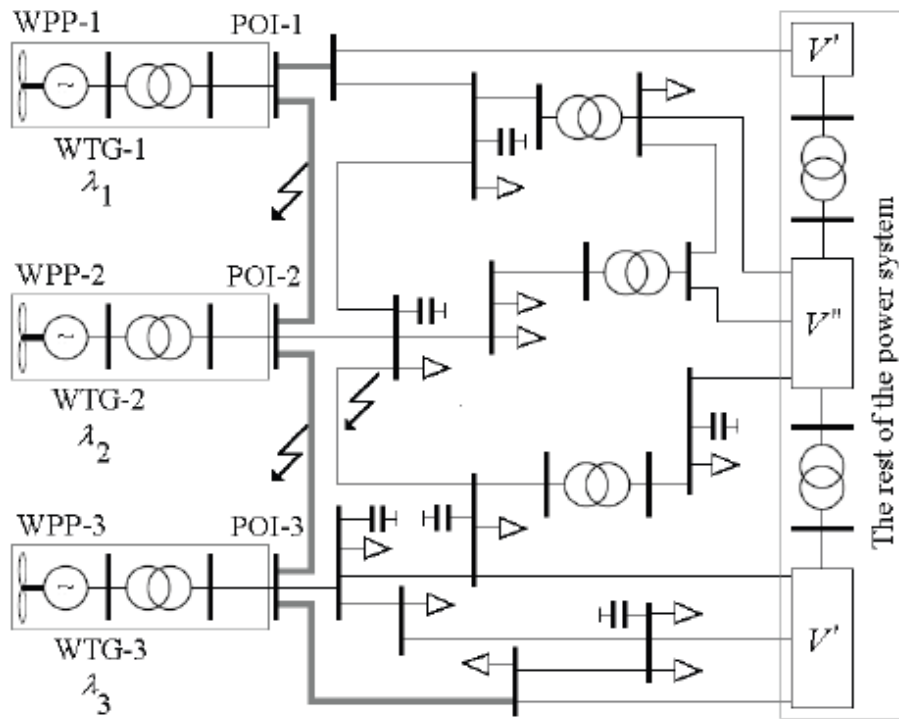 WPP-1
POI-1
V'
~
WTG-1
λ1
WPP-2
POI-2
V"
~
WTG-2
λ2
WPP-3
POI-3
~
V'
WTG-3
λ3
The rest of the power system